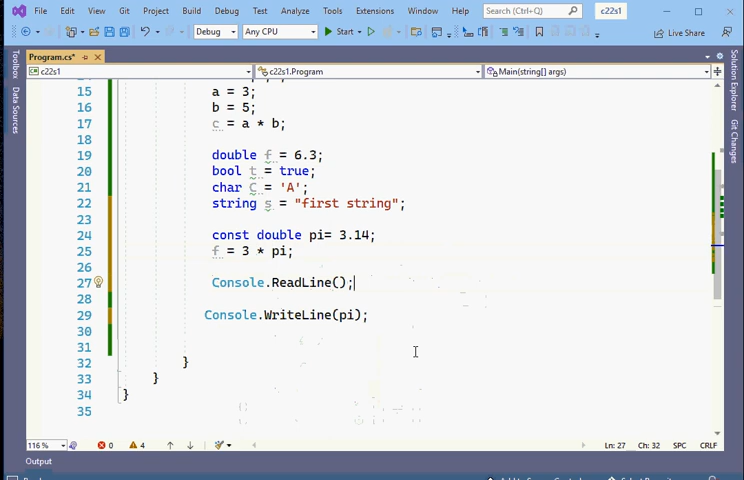 File Edit View Git Project Build Debug
Test Analyze Tools Extensions Window Help Search (Ctrl+Q) c22s1
Debug Any CPU Start Live Share
Program.cs*
c22s1 c22s1.Program Main(string[] args)
Toolbox
Data Sources
Solution Explorer
Git Changes
15 a = 3;
16 b = 5;
17 c = a * b;
18
19 double f = 6.3;
20 bool t = true;
21 char C = 'A';
22 string s = "first string";
23
24 const double pi= 3.14;
25 f = 3 * pi;
26
27 Console.ReadLine();
28
29 Console.WriteLine(pi);
30
31
32 }
33 }
34 }
35
116 % 0 4 Ln: 27 Ch: 32 SPC CRLF
Output